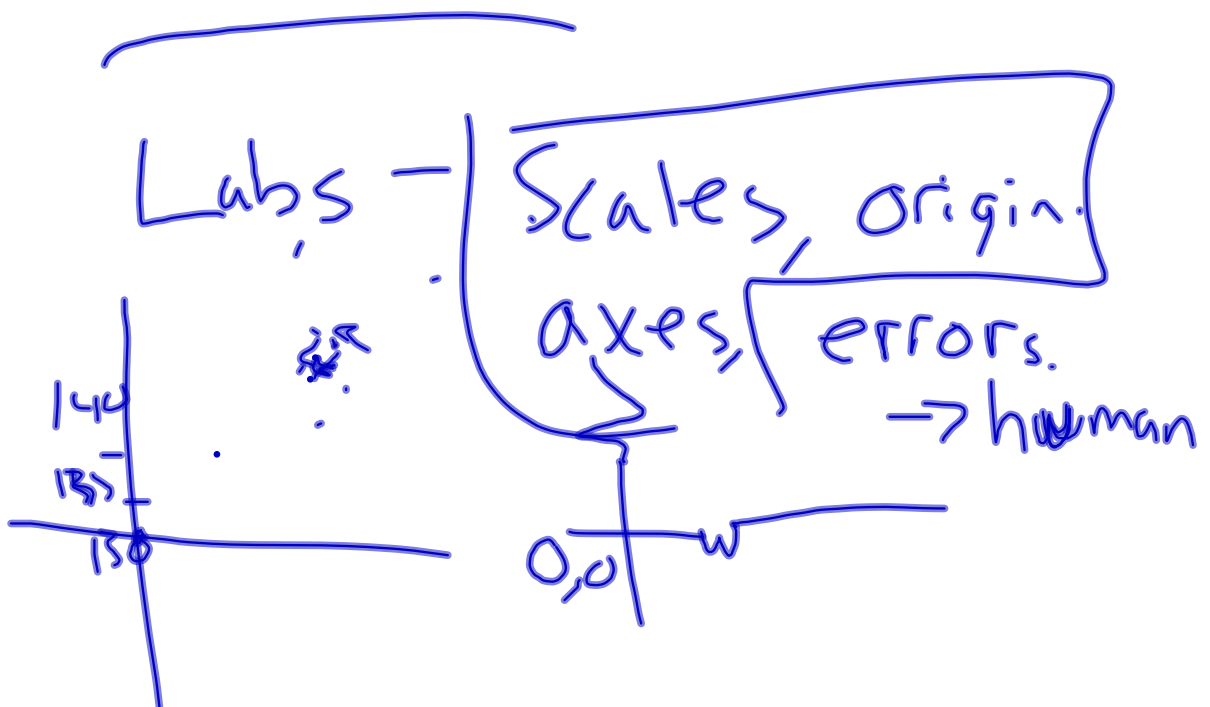 Labs - Scales, origin.
axes, errors.
→ human
140
135
130
0,0